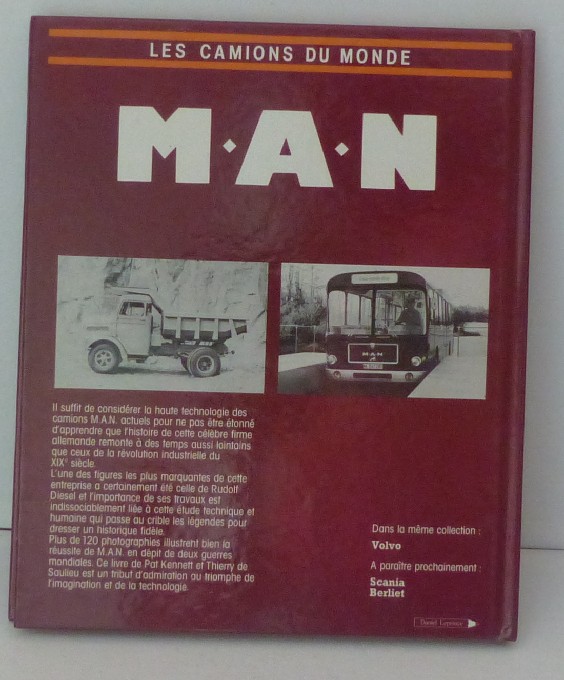 LES CAMIONS DU MONDE
M·A·N
M·A·N
Il suffit de considérer la haute technologie des
camions M.A.N. actuels pour ne pas être étonné
d'apprendre que l'histoire de cette célèbre firme
allemande remonte à des temps aussi lointains
que ceux de la révolution industrielle du
XIXe siècle.
L'une des figures les plus marquantes de cette
entreprise a certainement été celle de Rudolf
Diesel et l'importance de ses travaux est
indissociablement liée à cette étude technique et
humaine qui passe au crible les légendes pour
dresser un historique fidèle.
Plus de 120 photographies illustrent bien la
réussite de M.A.N. en dépit de deux guerres
mondiales. Ce livre de Pat Kennett et Thierry de
Saulieu est un tribut d'admiration au triomphe de
l'imagination et de la technologie.
Dans la même collection :
Volvo
A paraître prochainement :
Scania
Berliet